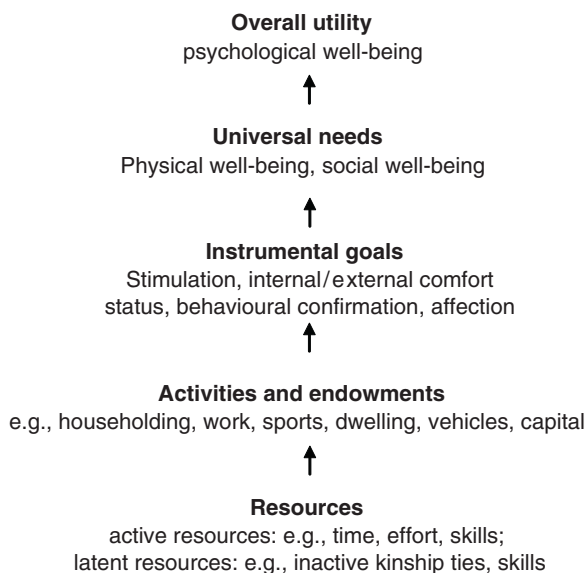 Overall utility
psychological well-being
Universal needs
Physical well-being, social well-being
Instrumental goals
Stimulation, internal/external comfort
status, behavioural confirmation, affection
Activities and endowments
e.g., householding, work, sports, dwelling, vehicles, capital
Resources
active resources: e.g., time, effort, skills;
latent resources: e.g., inactive kinship ties, skills